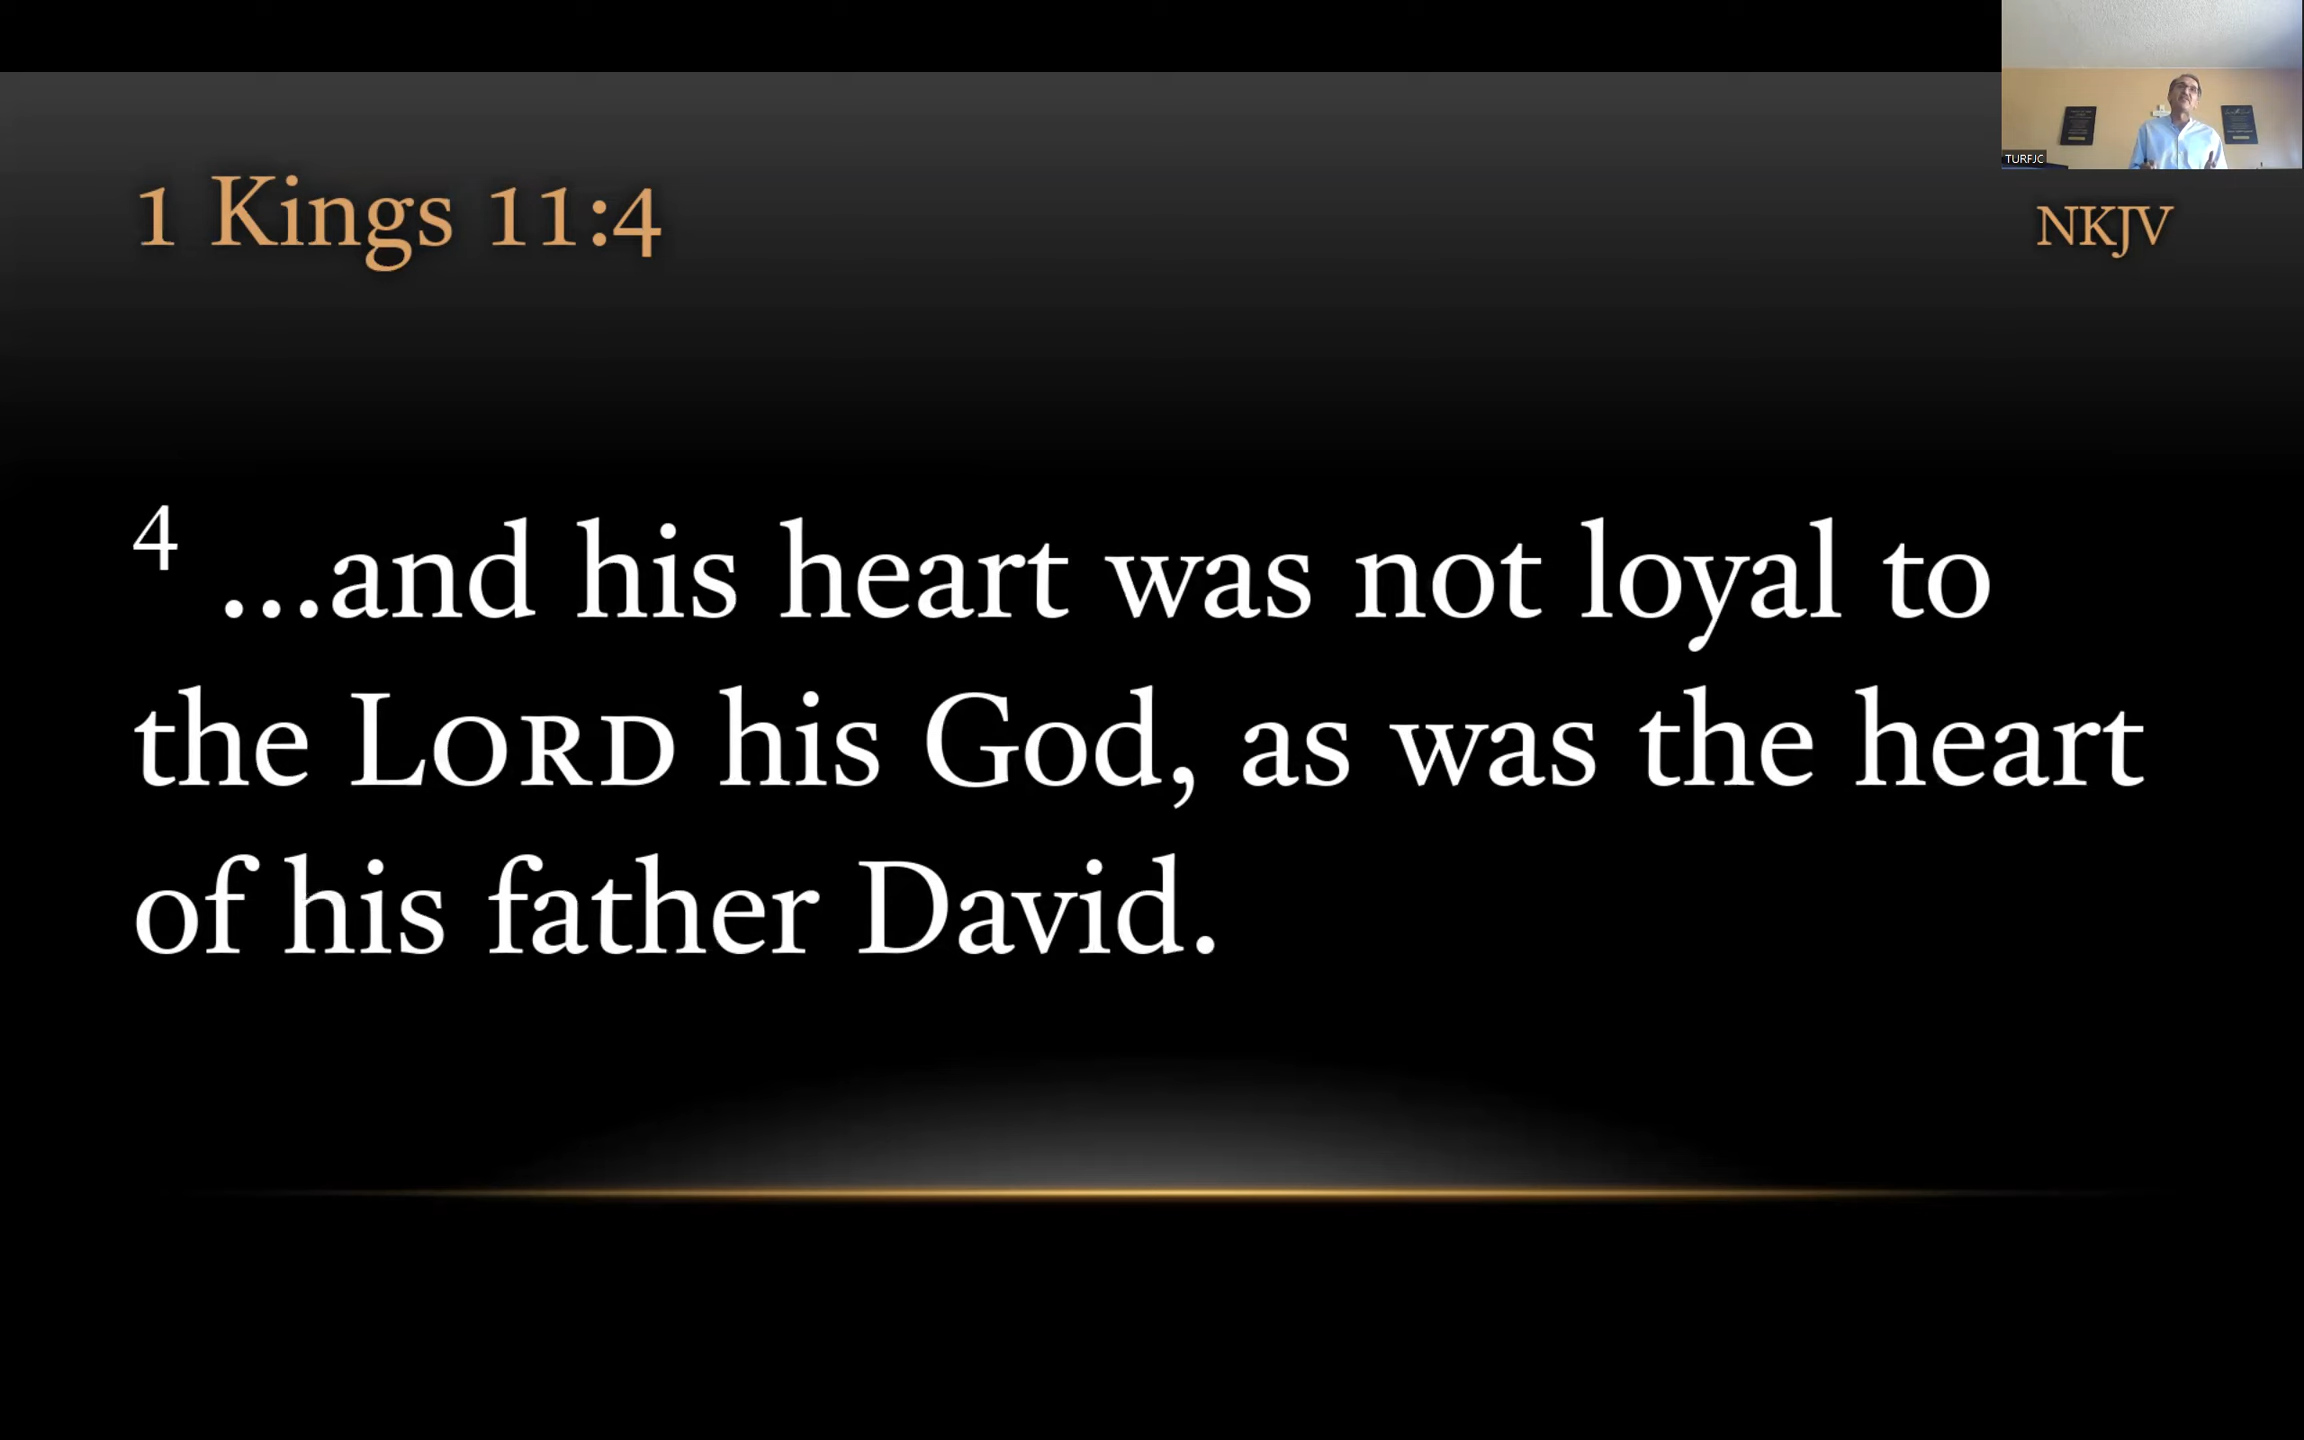 TURFJC
1 Kings 11:4
NKJV
4 ...and his heart was not loyal to
the LORD his God, as was the heart
of his father David.